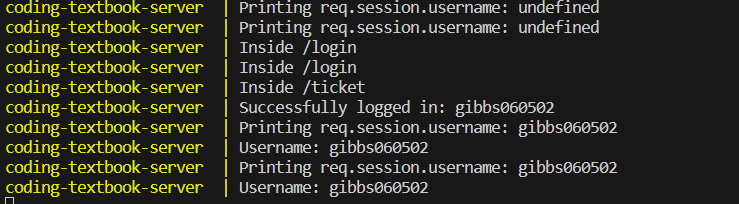 coding-textbook-server | Printing req.session.username: undefined
coding-textbook-server | Printing req.session.username: undefined
coding-textbook-server | Inside /login
coding-textbook-server | Inside /login
coding-textbook-server | Inside /ticket
coding-textbook-server | Successfully logged in: gibbs060502
coding-textbook-server | Printing req.session.username: gibbs060502
coding-textbook-server | Username: gibbs060502
coding-textbook-server | Printing req.session.username: gibbs060502
coding-textbook-server | Username: gibbs060502